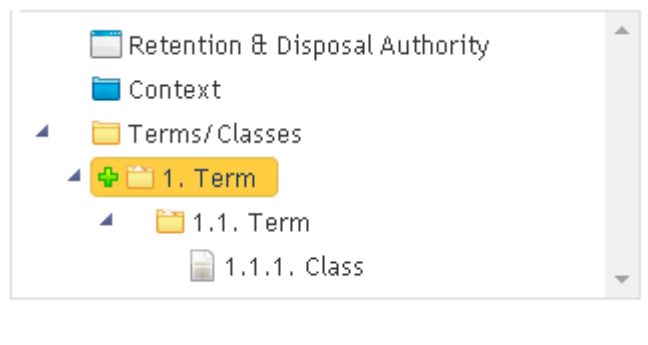 Retention & Disposal Authority
Context
Terms/Classes
1. Term
1.1. Term
1.1.1. Class